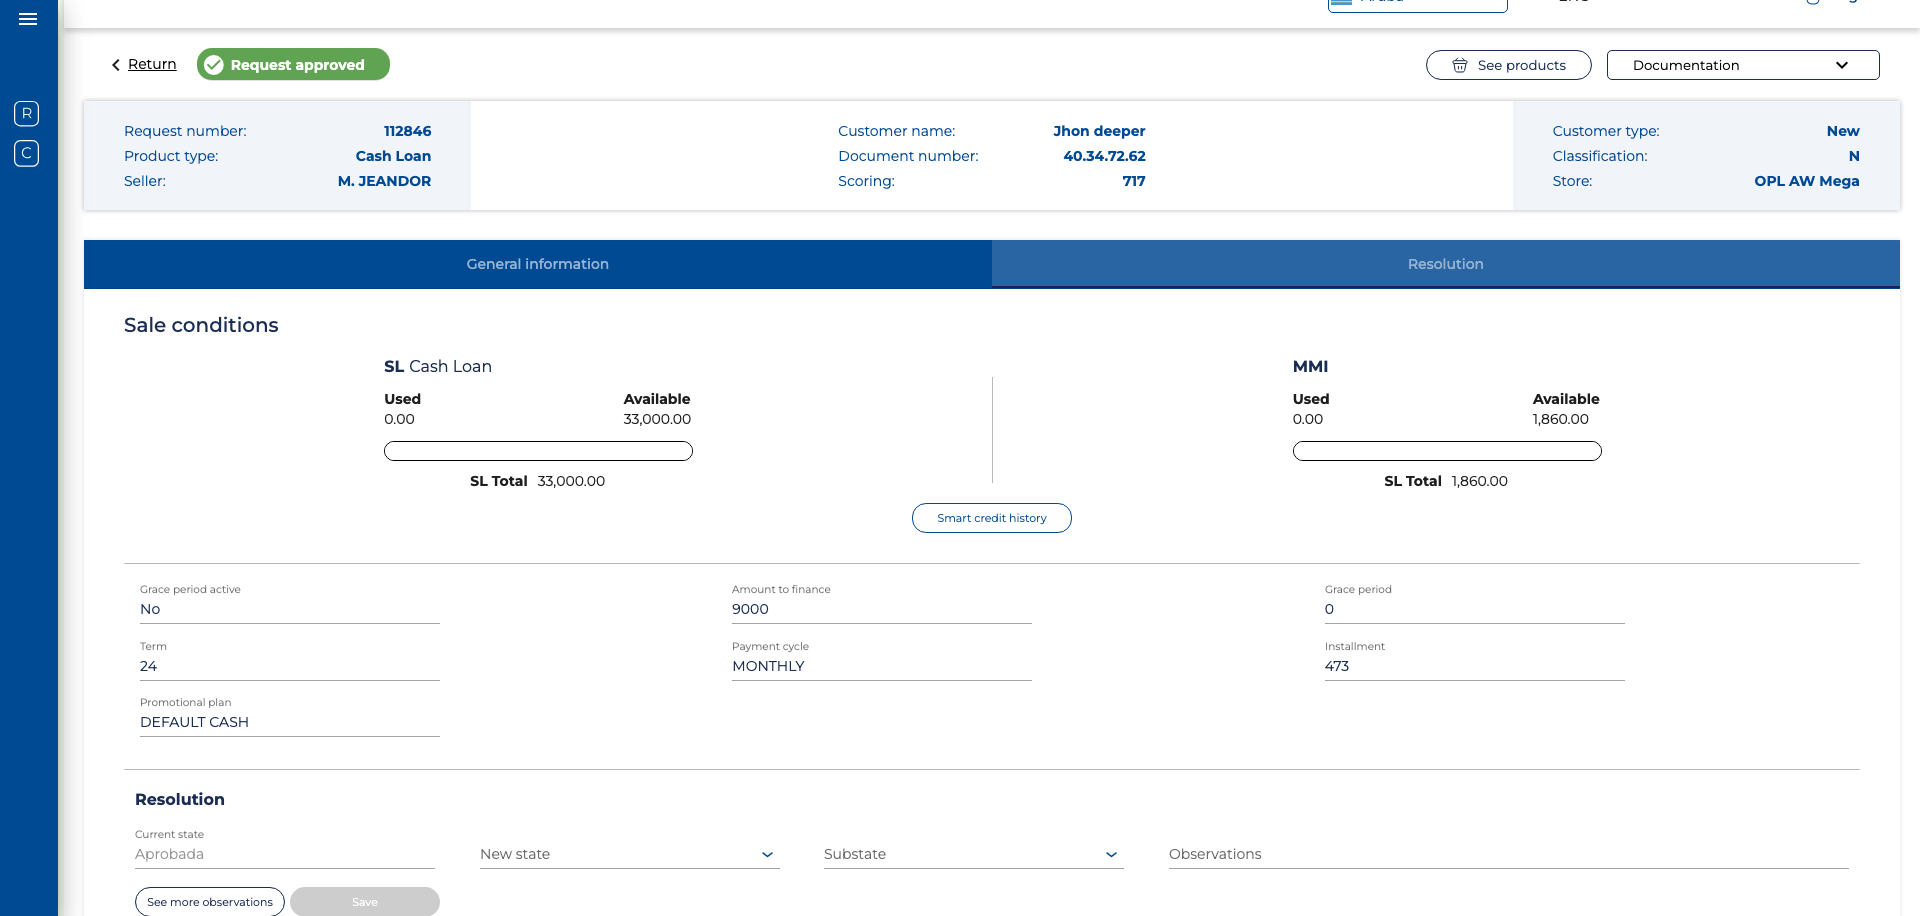 Return
Request approved
See products
Documentation
R
C
Request number: 112846
Product type: Cash Loan
Seller: M. JEANDOR
Customer name: Jhon deeper
Document number: 40.34.72.62
Scoring: 717
Customer type: New
Classification: N
Store: OPL AW Mega
General information
Resolution
Sale conditions
SL Cash Loan
Used Available
0.00 33,000.00
SL Total 33,000.00
MMI
Used Available
0.00 1,860.00
SL Total 1,860.00
Smart credit history
Grace period active
No
Amount to finance
9000
Grace period
0
Term
24
Payment cycle
MONTHLY
Installment
473
Promotional plan
DEFAULT CASH
Resolution
Current state
Aprobada
New state
Substate
Observations
See more observations
Save